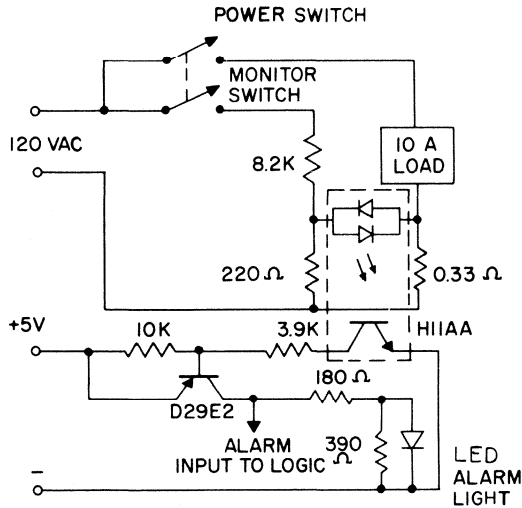 POWER SWITCH
MONITOR
SWITCH
120 VAC
8.2K
10 A
LOAD
220 Ω
0.33 Ω
+5V
10K
3.9K
H11AA
180 Ω
D29E2
ALARM
INPUT TO LOGIC
390
Ω
LED
ALARM
LIGHT
−